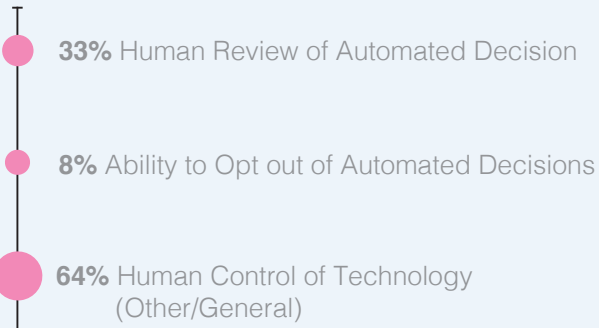 33% Human Review of Automated Decision
8% Ability to Opt out of Automated Decisions
64% Human Control of Technology
(Other/General)